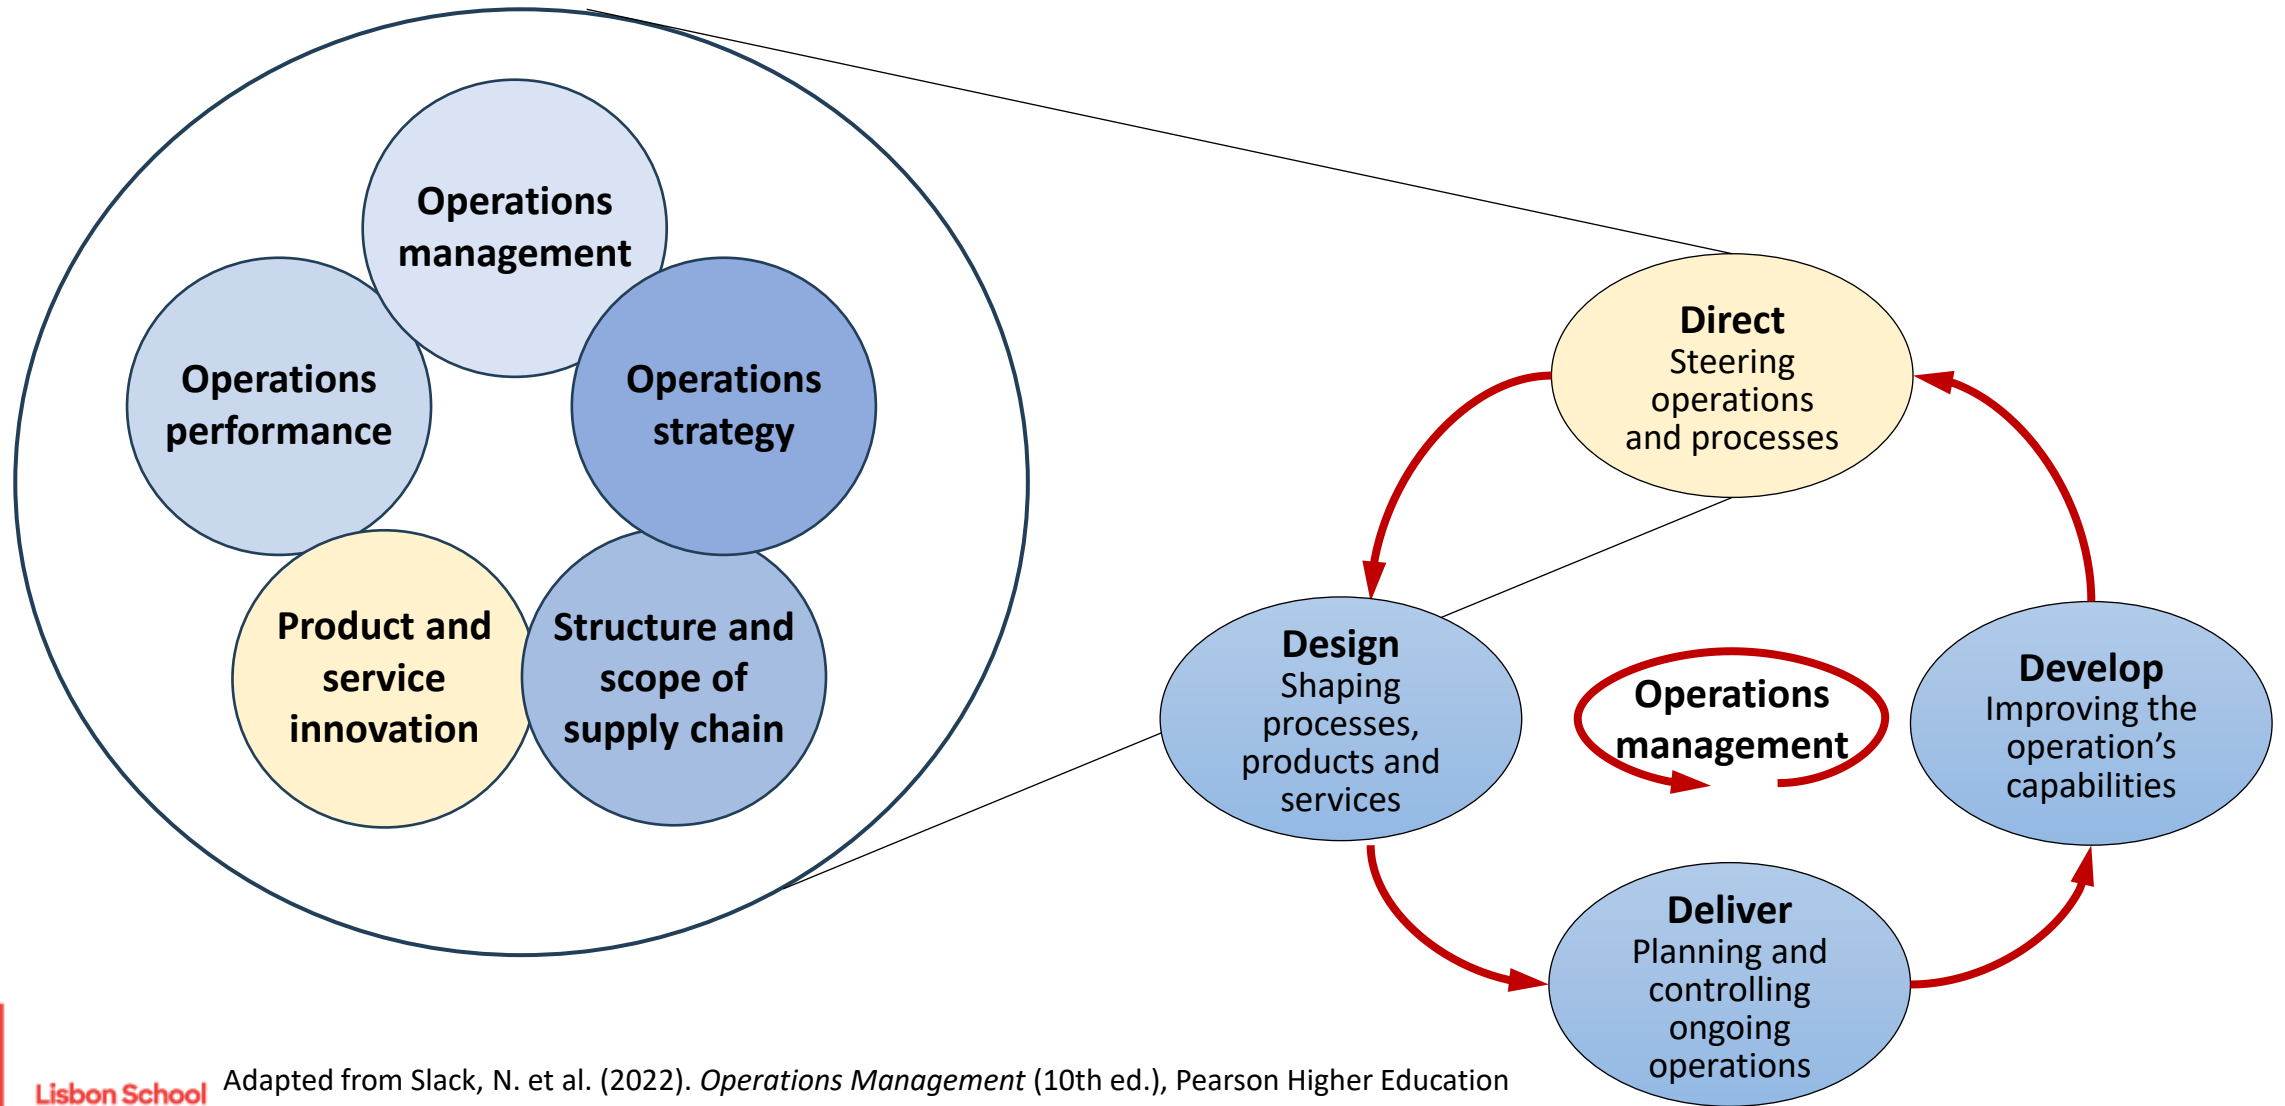 Operations
management
Operations
performance
Operations
strategy
Product and
service
innovation
Structure and
scope of
supply chain
Direct
Steering
operations
and processes
Design
Shaping
processes,
products and
services
Operations
management
Develop
Improving the
operation’s
capabilities
Deliver
Planning and
controlling
ongoing
operations
Lisbon School
Adapted from Slack, N. et al. (2022). Operations Management (10th ed.), Pearson Higher Education